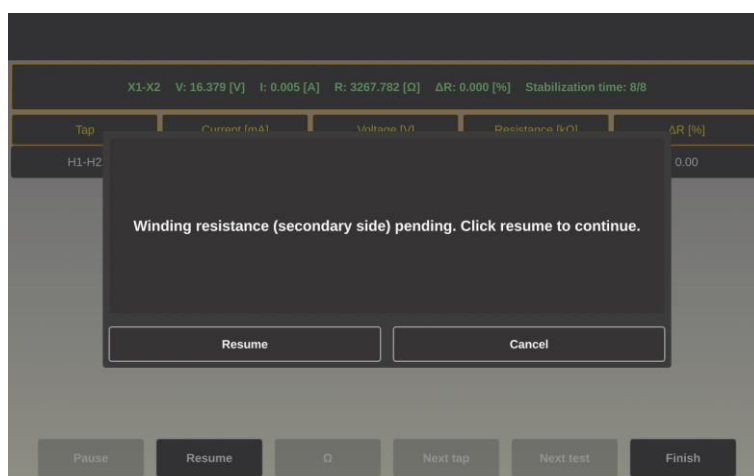 X1-X2 V: 16.379 [V] I: 0.005 [A] R: 3267.782 [Ω] ΔR: 0.000 [%] Stabilization time: 8/8
Tap Current [mA] Voltage [V] Resistance [kΩ] ΔR [%]
H1-H2 0.00
Winding resistance (secondary side) pending. Click resume to continue.
Resume Cancel
Pause Resume Ω Next tap Next test Finish